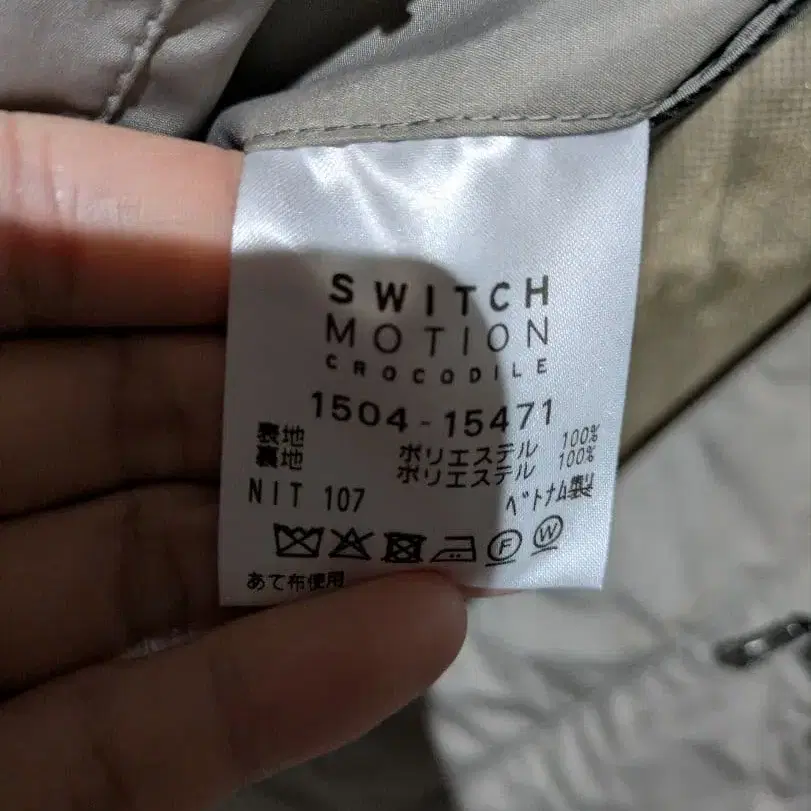 SWITCH
MOTION
CROCODILE
1504-15471
表地 ポリエステル 100%
裏地 ポリエステル 100%
NIT 107 ベトナム製
F W
あて布使用